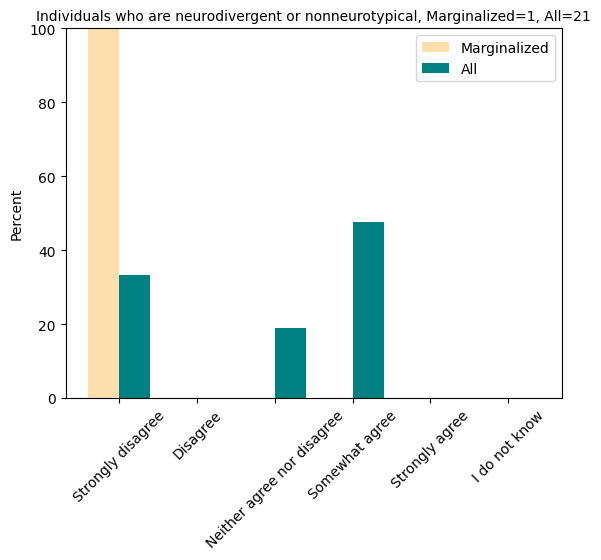 Individuals who are neurodivergent or nonneurotypical, Marginalized=1, All=21
Marginalized
All
Percent
100
80
60
40
20
0
Strongly disagree
Disagree
Neither agree nor disagree
Somewhat agree
Strongly agree
I do not know